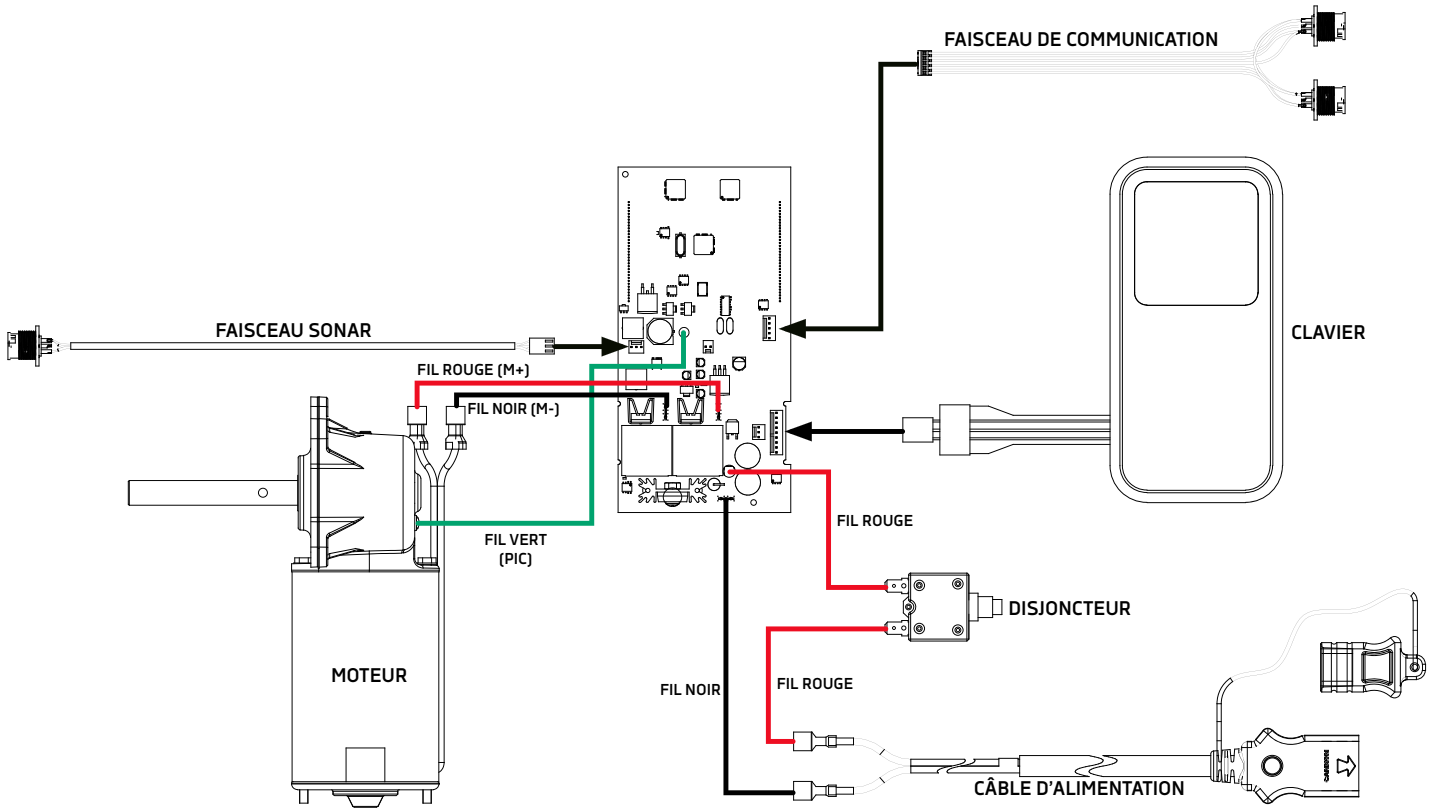 FAISCEAU DE COMMUNICATION
CLAVIER
FAISCEAU SONAR
FIL ROUGE (M+)
FIL NOIR (M-)
FIL VERT
(PIC)
FIL ROUGE
DISJONCTEUR
MOTEUR
FIL NOIR
FIL ROUGE
CÂBLE D'ALIMENTATION
CANNON